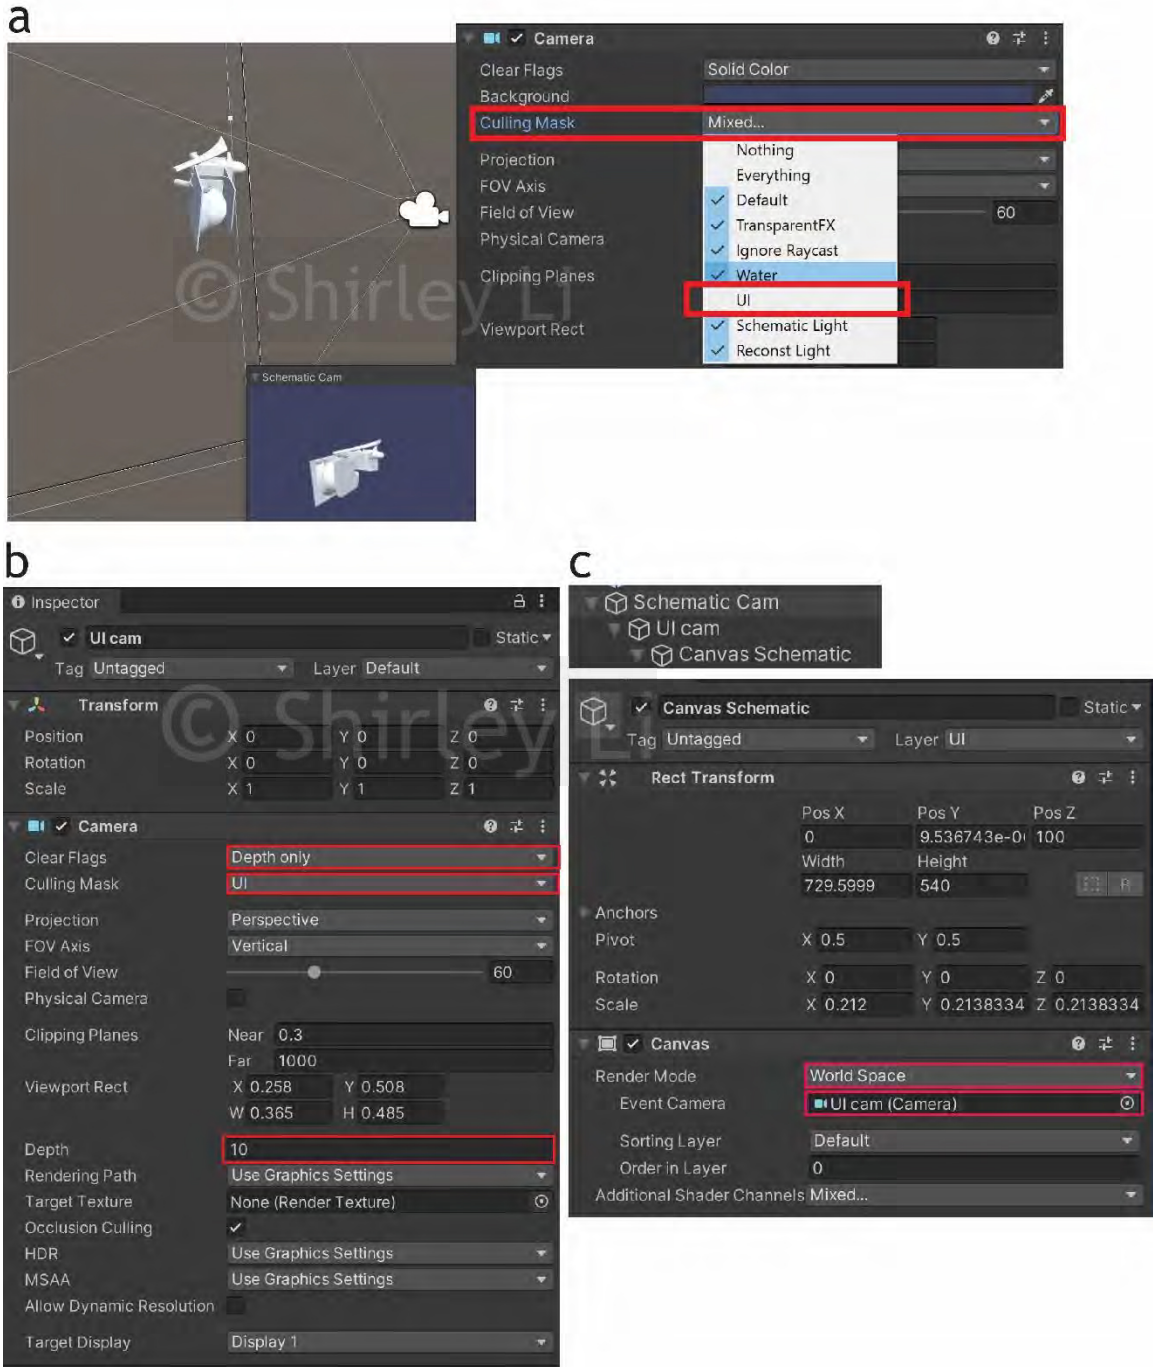 a
Camera
Clear Flags Solid Color
Background
Culling Mask Mixed...
Nothing
Projection
Everything
FOV Axis
Default
Field of View 60
TransparentFX
Physical Camera
Ignore Raycast
Clipping Planes
Water
UI
Viewport Rect
Schematic Light
Reconst Light
© Shirley Li
Schematic Cam
b
Inspector
UI cam Static
Tag Untagged Layer Default
Transform
Position X 0 Y 0 Z 0
Rotation X 0 Y 0 Z 0
Scale X 1 Y 1 Z 1
Camera
Clear Flags Depth only
Culling Mask UI
Projection Perspective
FOV Axis Vertical
Field of View 60
Physical Camera
Clipping Planes Near 0.3
Far 1000
Viewport Rect X 0.258 Y 0.508
W 0.365 H 0.485
Depth 10
Rendering Path Use Graphics Settings
Target Texture None (Render Texture)
Occlusion Culling
HDR Use Graphics Settings
MSAA Use Graphics Settings
Allow Dynamic Resolution
Target Display Display 1
© Shirley Li
c
Schematic Cam
UI cam
Canvas Schematic
Canvas Schematic Static
Tag Untagged Layer UI
Rect Transform
Pos X Pos Y Pos Z
0 9.536743e-0 100
Width Height
729.5999 540
R
Anchors
Pivot X 0.5 Y 0.5
Rotation X 0 Y 0 Z 0
Scale X 0.212 Y 0.2138334 Z 0.2138334
Canvas
Render Mode World Space
Event Camera UI cam (Camera)
Sorting Layer Default
Order in Layer 0
Additional Shader Channels Mixed...